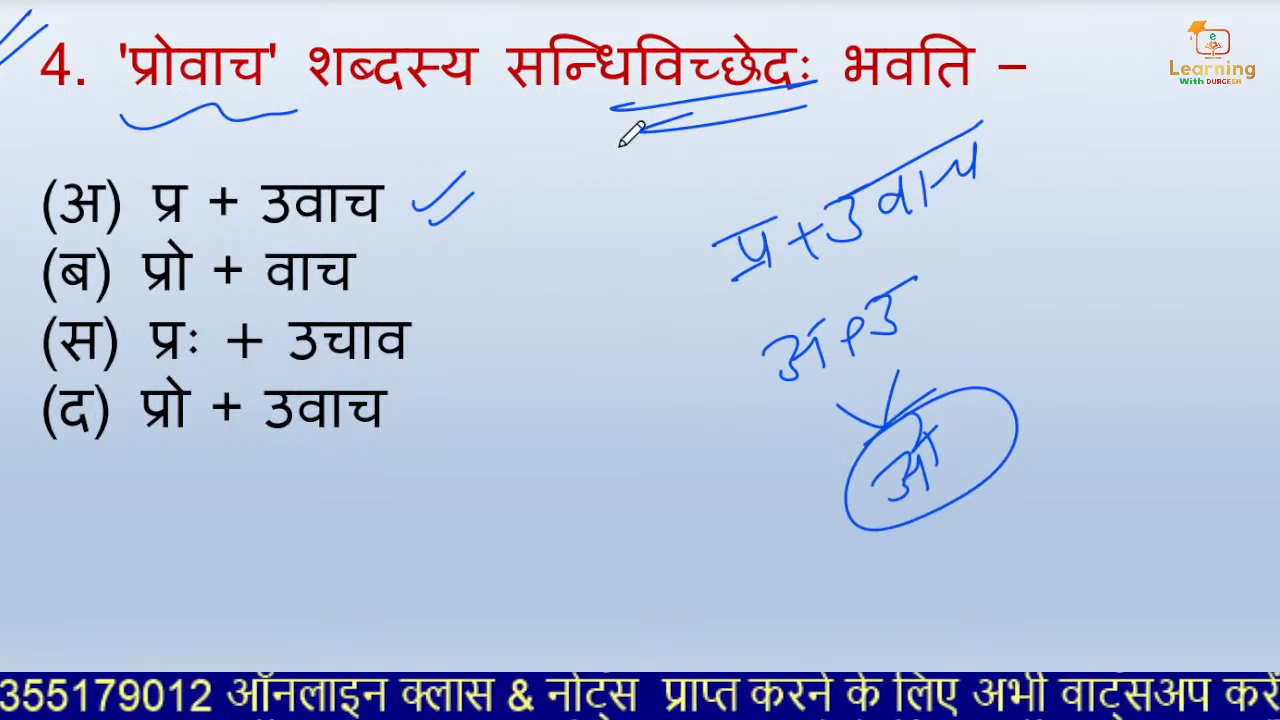 4. 'प्रोवाच' शब्दस्य सन्धिविच्छेदः भवति –
e
Learning
With DURGESH
(अ) प्र + उवाच
(ब) प्रो + वाच
(स) प्रः + उचाव
(द) प्रो + उवाच
प्र + उवाच
अ + उ
ओ
355179012 ऑनलाइन क्लास & नोट्स प्राप्त करने के लिए अभी वाट्सअप करें